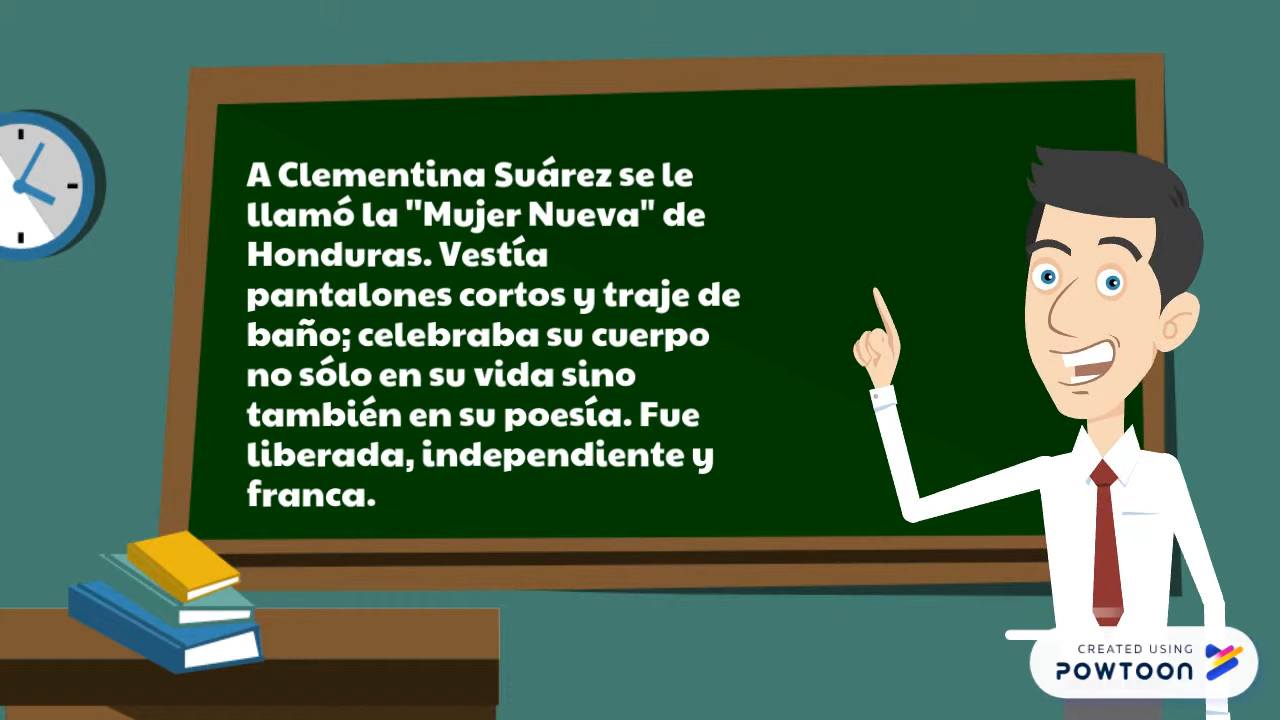 A Clementina Suárez se le
llamó la "Mujer Nueva" de
Honduras. Vestía
pantalones cortos y traje de
baño; celebraba su cuerpo
no sólo en su vida sino
también en su poesía. Fue
liberada, independiente y
franca.
CREATED USING
POWTOON